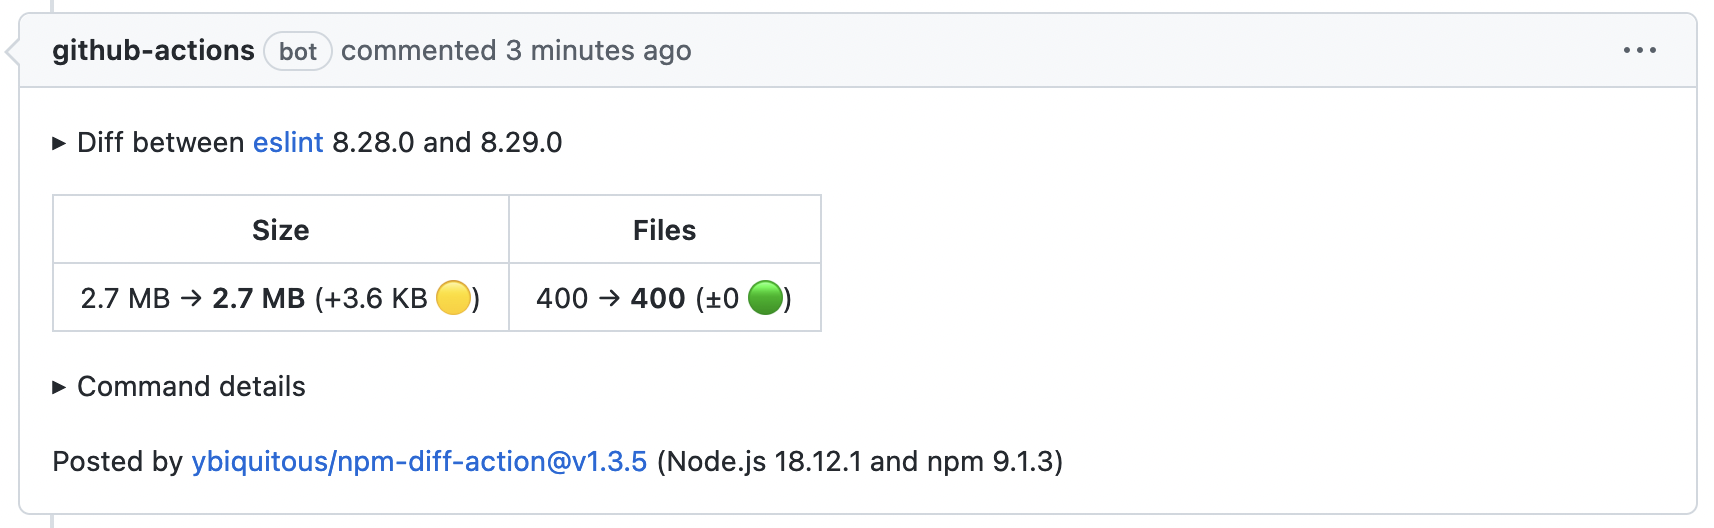 github-actions bot commented 3 minutes ago
▸ Diff between eslint 8.28.0 and 8.29.0
Size Files
2.7 MB → 2.7 MB (+3.6 KB 🟡) 400 → 400 (±0 🟢)
▸ Command details
Posted by ybiquitous/npm-diff-action@v1.3.5 (Node.js 18.12.1 and npm 9.1.3)